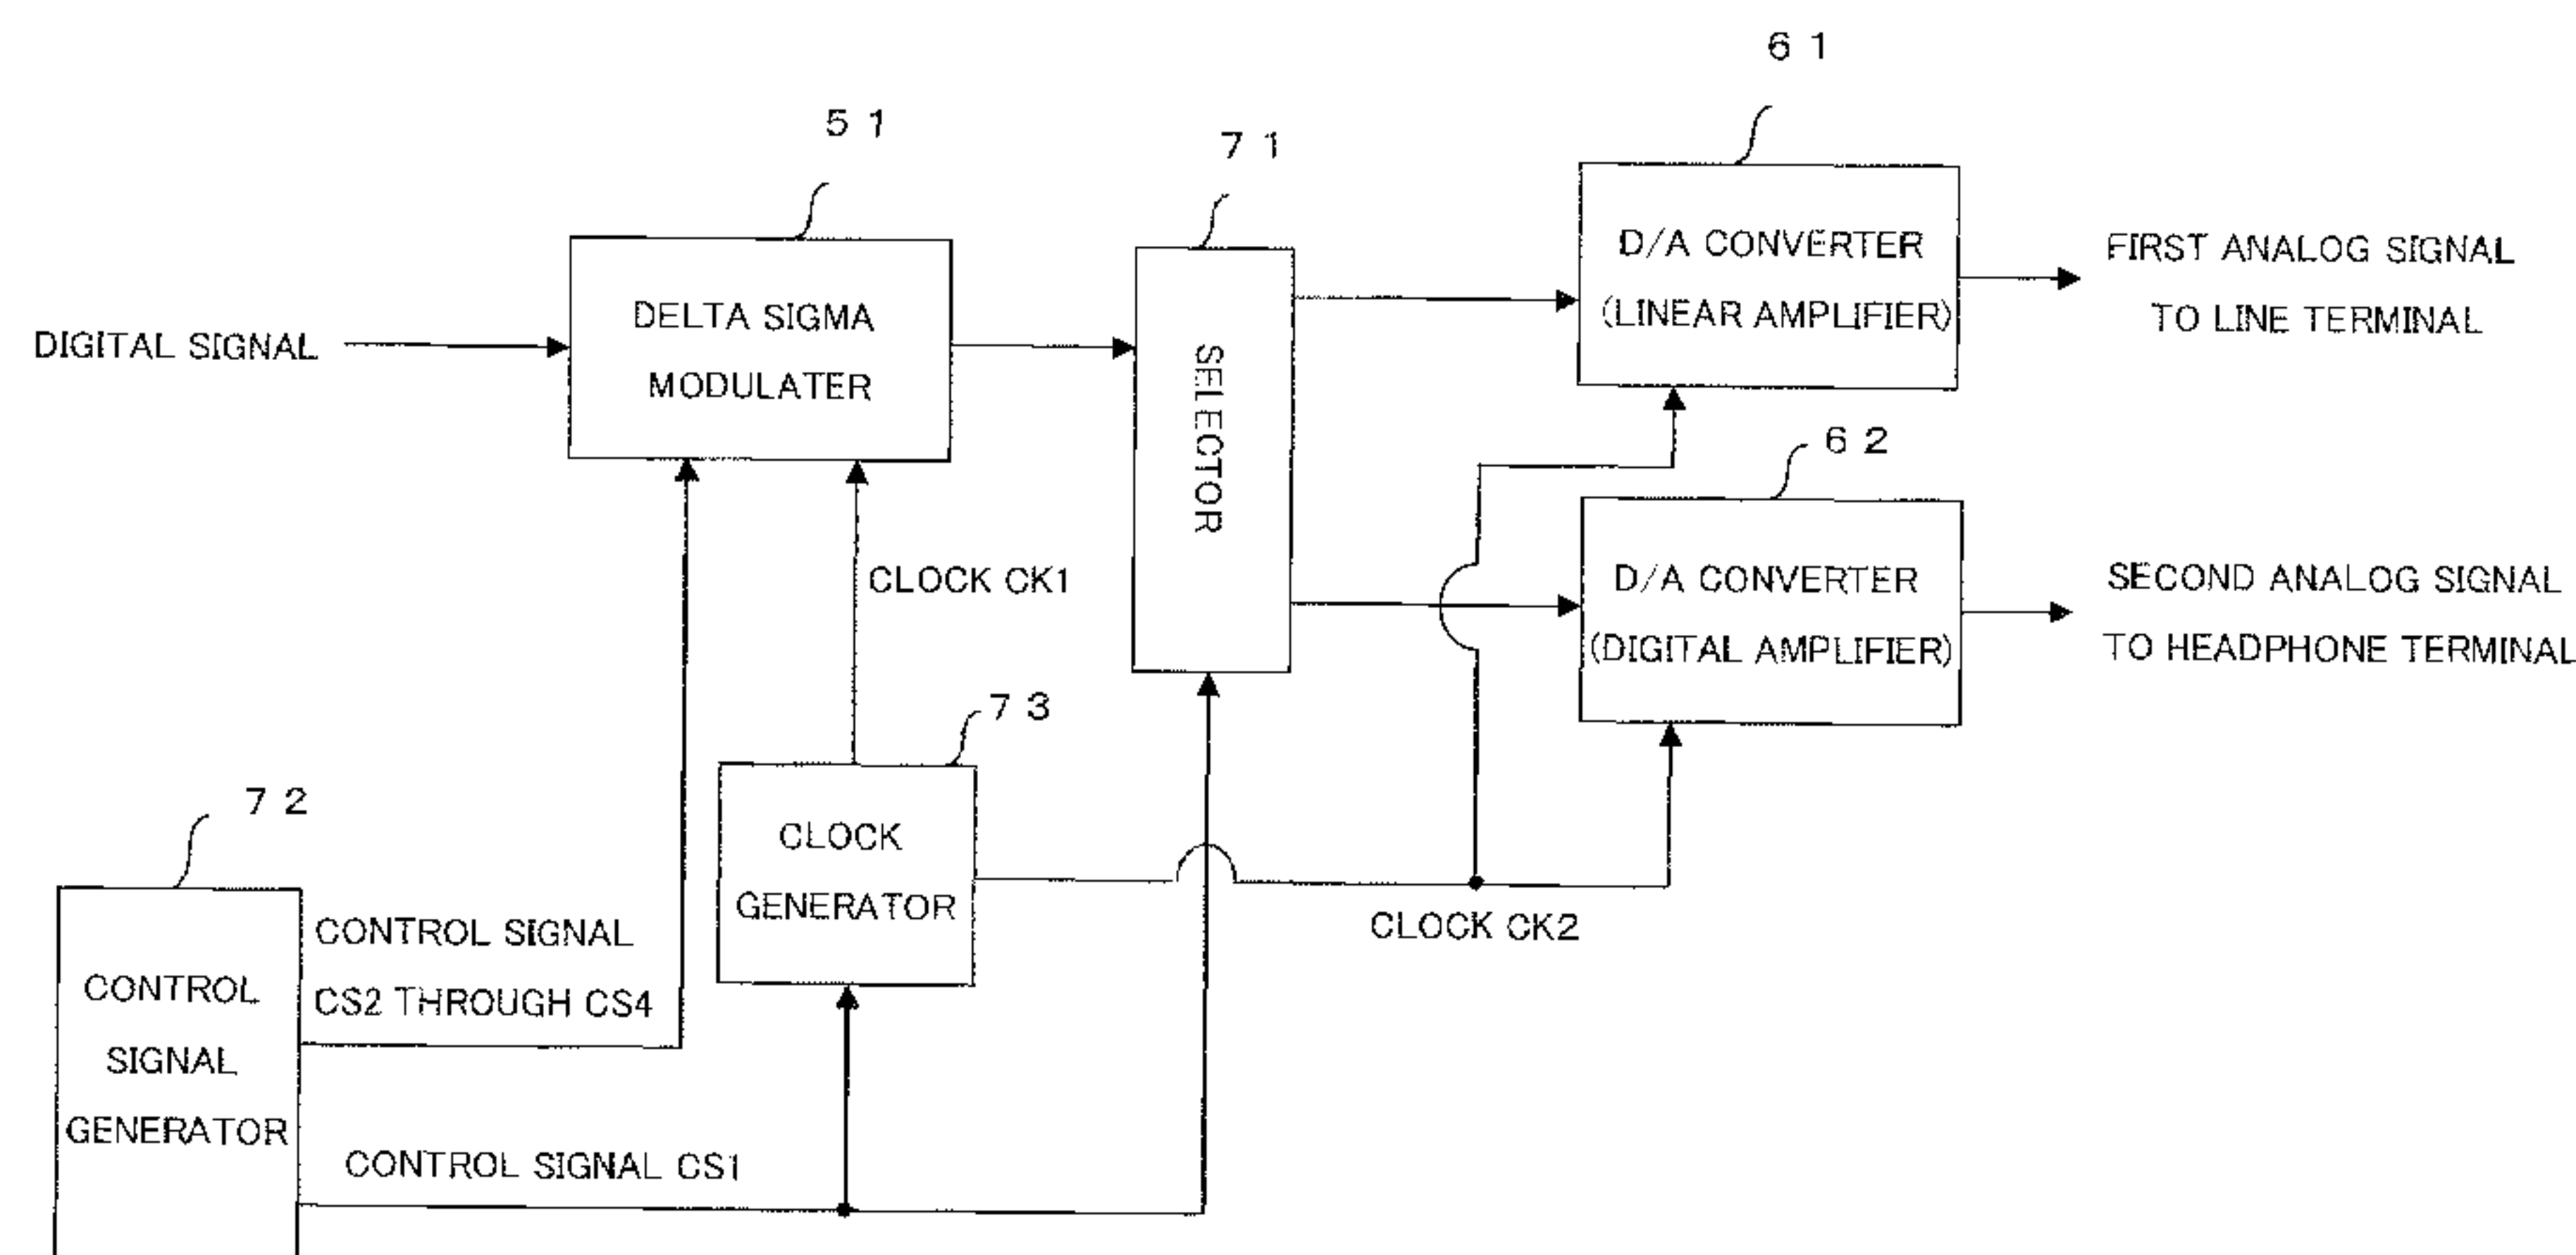 6 1
5 1
7 1
D/A CONVERTER
(LINEAR AMPLIFIER)
FIRST ANALOG SIGNAL
TO LINE TERMINAL
DELTA SIGMA
MODULATER
DIGITAL SIGNAL
SELECTOR
6 2
D/A CONVERTER
(DIGITAL AMPLIFIER)
SECOND ANALOG SIGNAL
TO HEADPHONE TERMINAL
CLOCK CK1
7 3
7 2
CLOCK
GENERATOR
CLOCK CK2
CONTROL SIGNAL
CS2 THROUGH CS4
CONTROL
SIGNAL
GENERATOR
CONTROL SIGNAL CS1